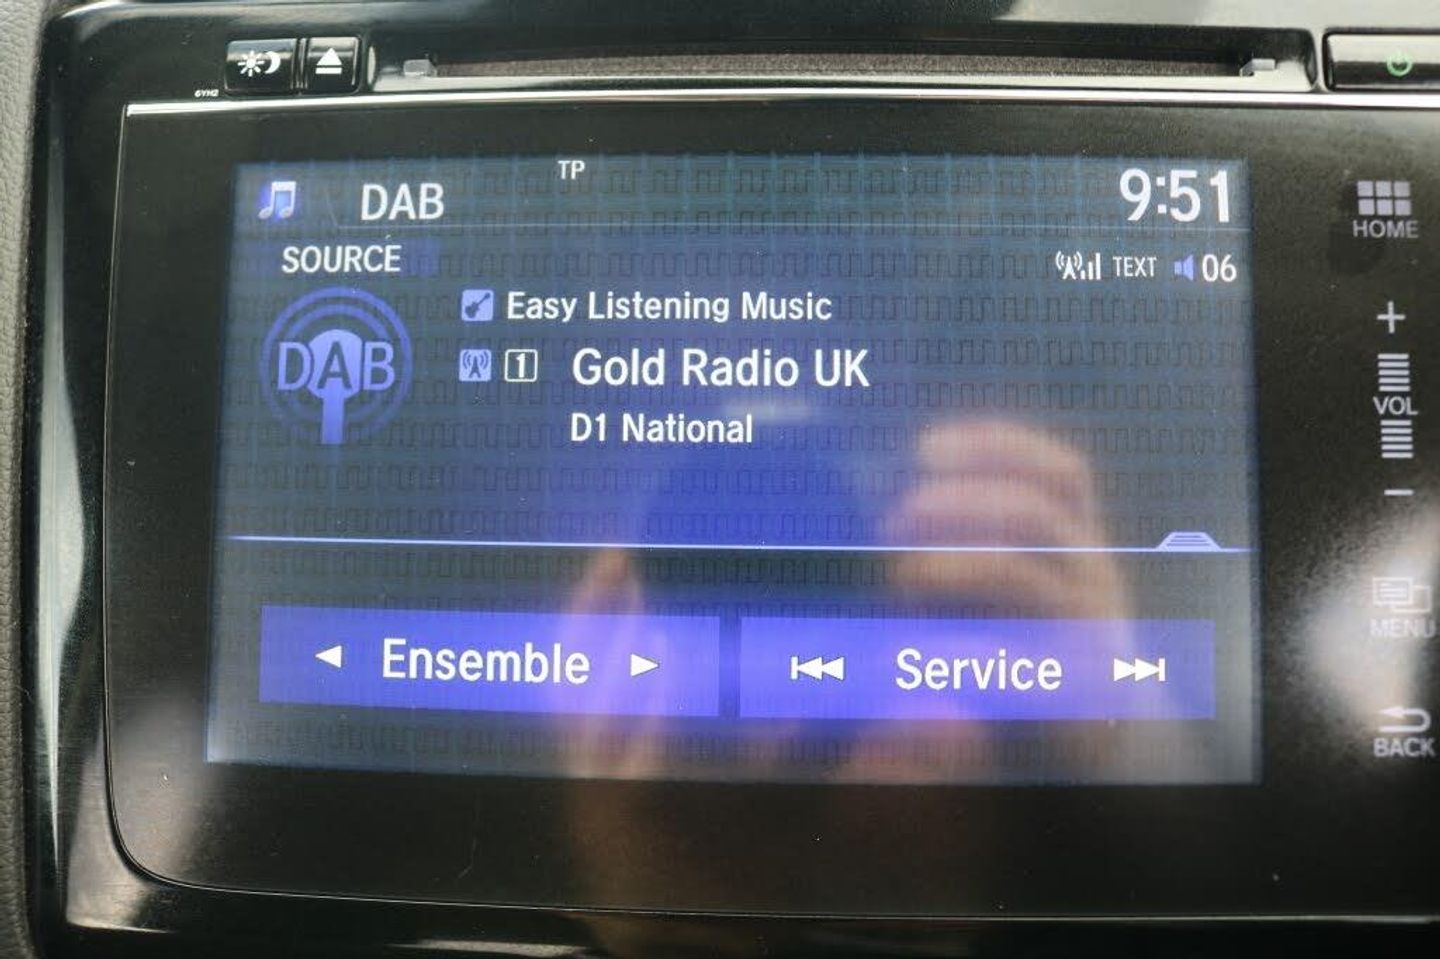 6YH2
TP
DAB
9:51
SOURCE
TEXT 06
HOME
Easy Listening Music
DAB
1 Gold Radio UK
D1 National
VOL
Ensemble
Service
MENU
BACK